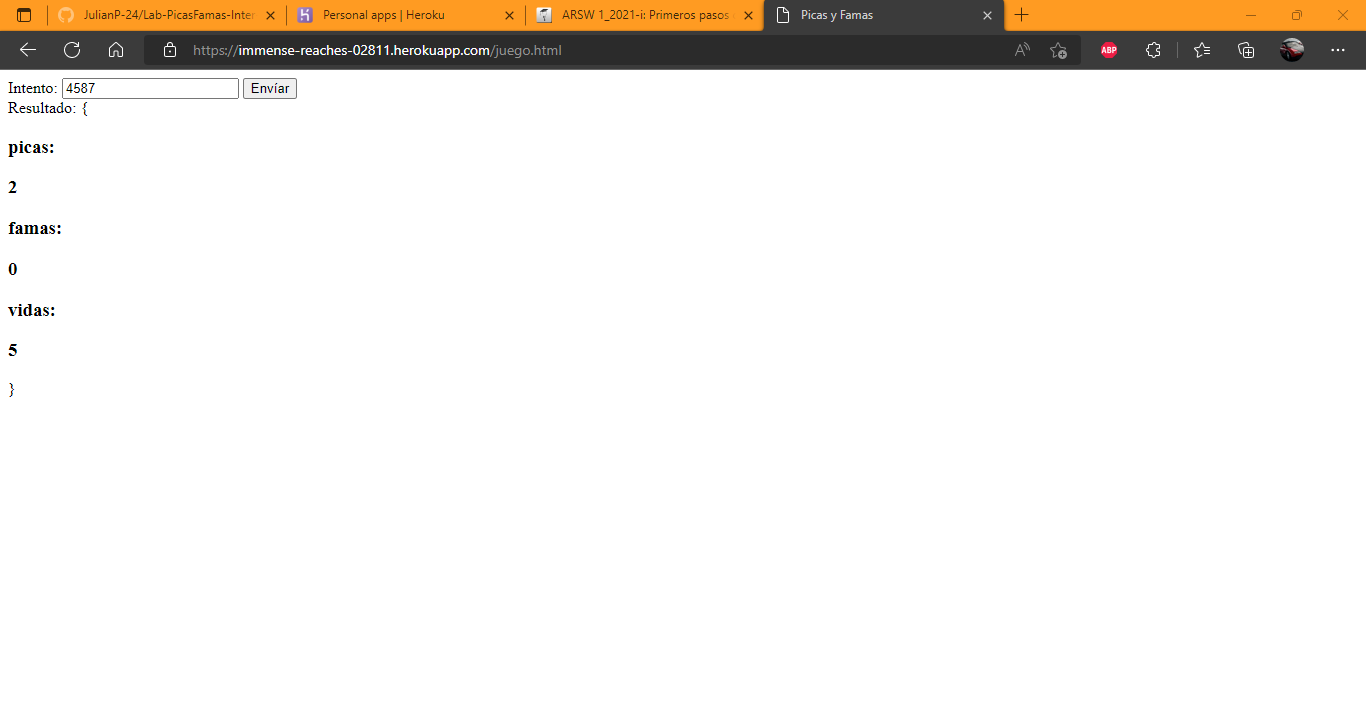 JulianP-24/Lab-PicasFamas-Inter
Personal apps | Heroku
ARSW 1_2021-i: Primeros pasos
Picas y Famas
https://immense-reaches-02811.herokuapp.com/juego.html
ABP
Intento: 4587 Envíar
Resultado: {
picas:
2
famas:
0
vidas:
5
}